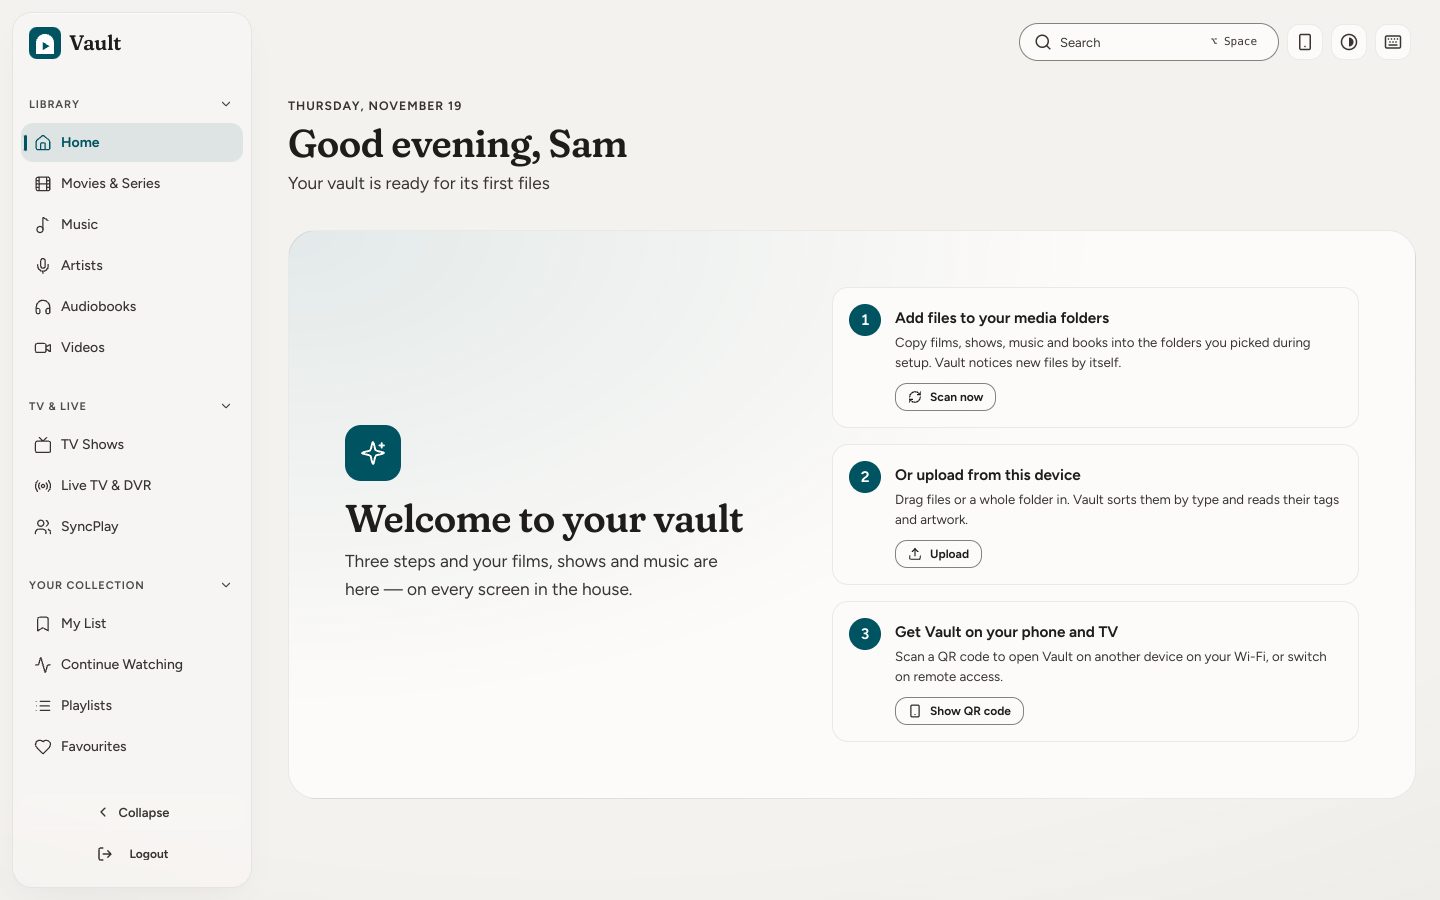 Vault
LIBRARY
Home
Movies & Series
Music
Artists
Audiobooks
Videos
TV & LIVE
TV Shows
Live TV & DVR
SyncPlay
YOUR COLLECTION
My List
Continue Watching
Playlists
Favourites
Collapse
Logout
Search ⌥ Space
THURSDAY, NOVEMBER 19
Good evening, Sam
Your vault is ready for its first files
Welcome to your vault
Three steps and your films, shows and music are
here — on every screen in the house.
1 Add files to your media folders
Copy films, shows, music and books into the folders you picked during
setup. Vault notices new files by itself.
Scan now
2 Or upload from this device
Drag files or a whole folder in. Vault sorts them by type and reads their tags
and artwork.
Upload
3 Get Vault on your phone and TV
Scan a QR code to open Vault on another device on your Wi-Fi, or switch
on remote access.
Show QR code